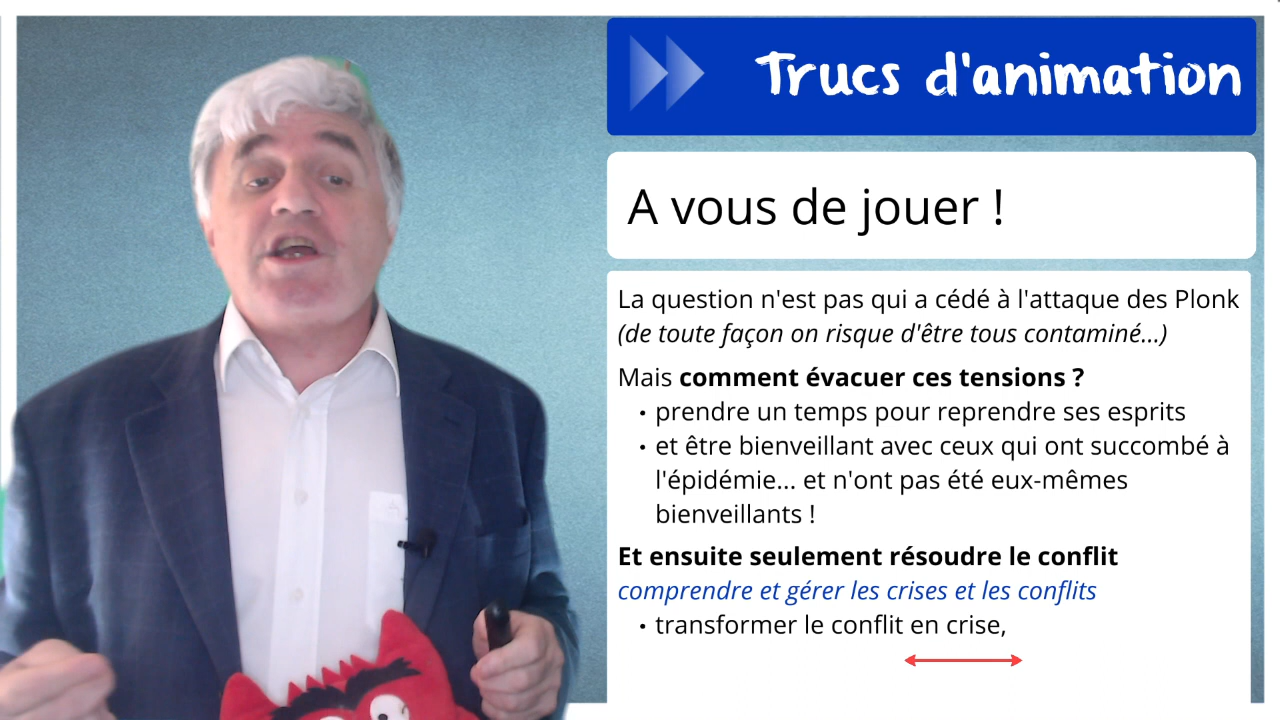 Trucs d'animation
A vous de jouer !
La question n'est pas qui a cédé à l'attaque des Plonk
(de toute façon on risque d'être tous contaminé...)
Mais comment évacuer ces tensions ?
• prendre un temps pour reprendre ses esprits
• et être bienveillant avec ceux qui ont succombé à
l'épidémie... et n'ont pas été eux-mêmes
bienveillants !
Et ensuite seulement résoudre le conflit
comprendre et gérer les crises et les conflits
• transformer le conflit en crise,